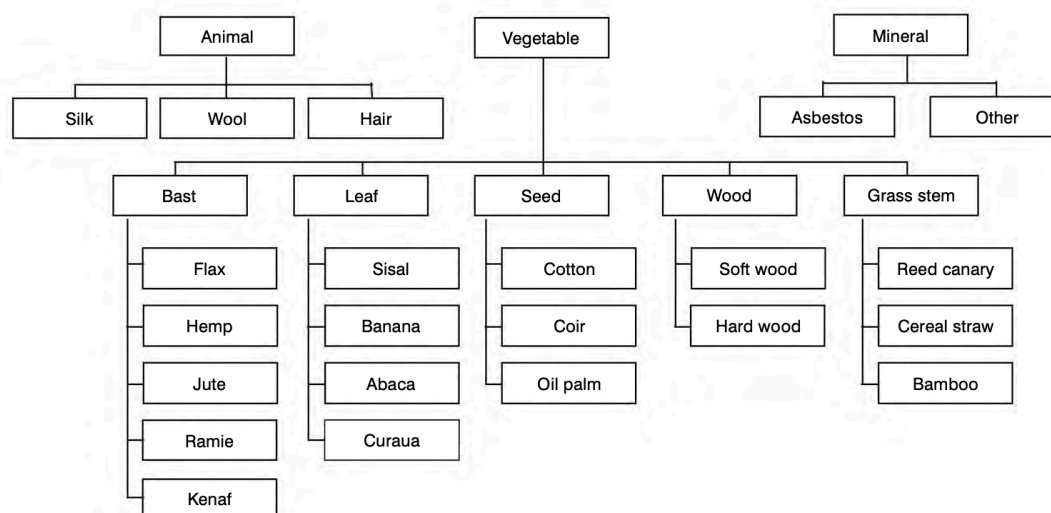 Animal
Vegetable
Mineral
Silk
Wool
Hair
Asbestos
Other
Bast
Leaf
Seed
Wood
Grass stem
Flax
Sisal
Cotton
Soft wood
Reed canary
Hemp
Banana
Coir
Hard wood
Cereal straw
Jute
Abaca
Oil palm
Bamboo
Ramie
Curaua
Kenaf